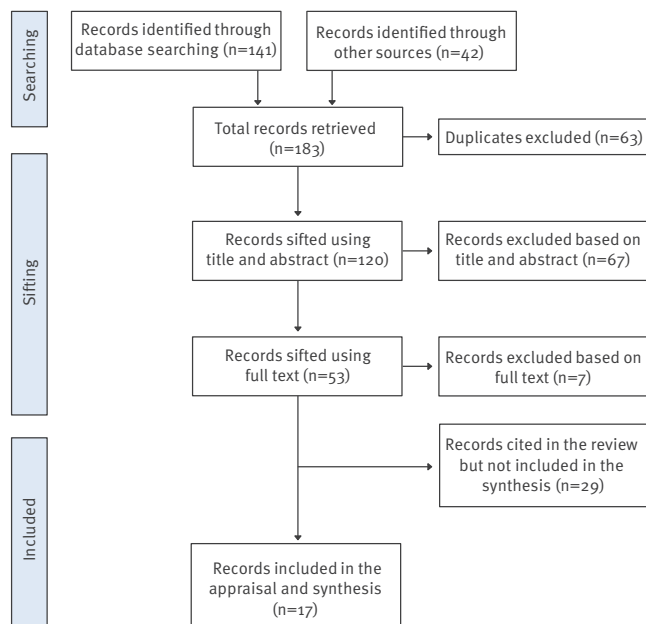 Searching
Records identified through
database searching (n=141)
Records identified through
other sources (n=42)
Total records retrieved
(n=183)
Duplicates excluded (n=63)
Sifting
Records sifted using
title and abstract (n=120)
Records excluded based on
title and abstract (n=67)
Records sifted using
full text (n=53)
Records excluded based on
full text (n=7)
Included
Records cited in the review
but not included in the
synthesis (n=29)
Records included in the
appraisal and synthesis
(n=17)